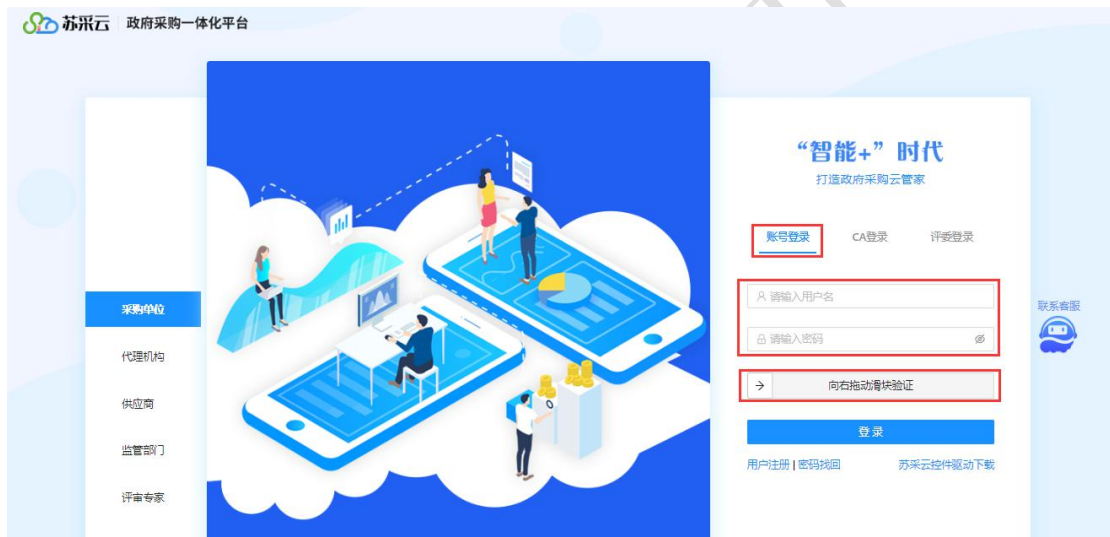 苏采云 政府采购一体化平台
采购单位
代理机构
供应商
监管部门
评审专家
“智能+”时代
打造政府采购云管家
账号登录 CA登录 评委登录
请输入用户名
请输入密码
向右拖动滑块验证
登录
用户注册 | 密码找回 苏采云控件驱动下载
联系客服